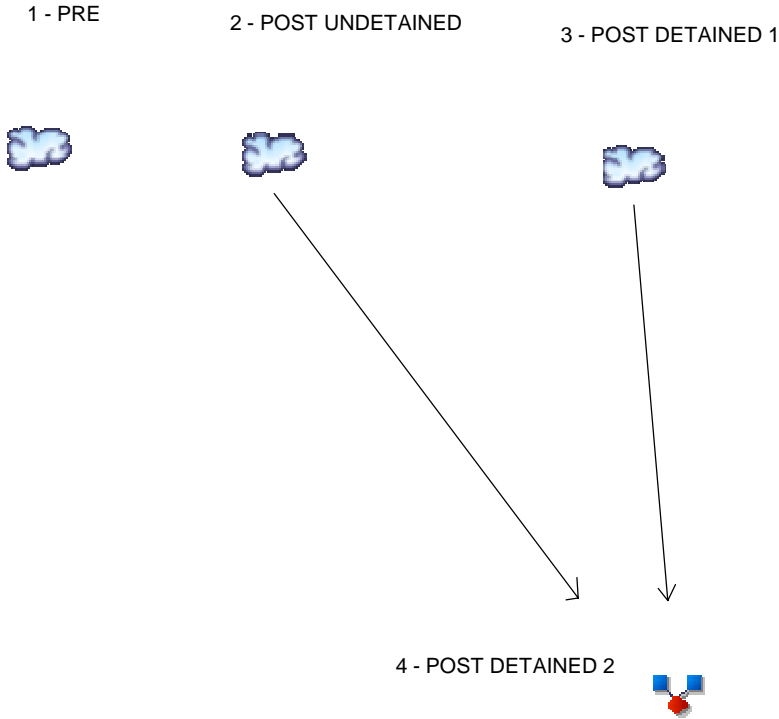 1 - PRE
2 - POST UNDETAINED
3 - POST DETAINED 1
4 - POST DETAINED 2